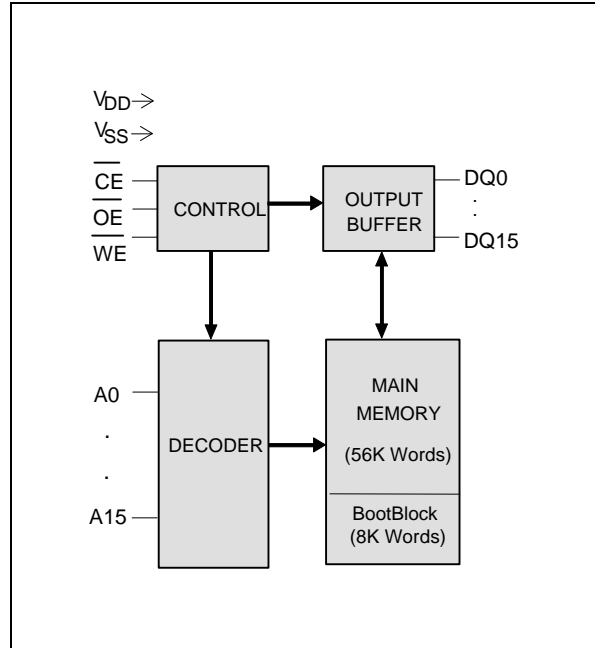 VDD
VSS
CE
OE
WE
CONTROL
OUTPUT
BUFFER
DQ0
:
DQ15
A0
.
.
A15
DECODER
MAIN
MEMORY
(56K Words)
BootBlock
(8K Words)